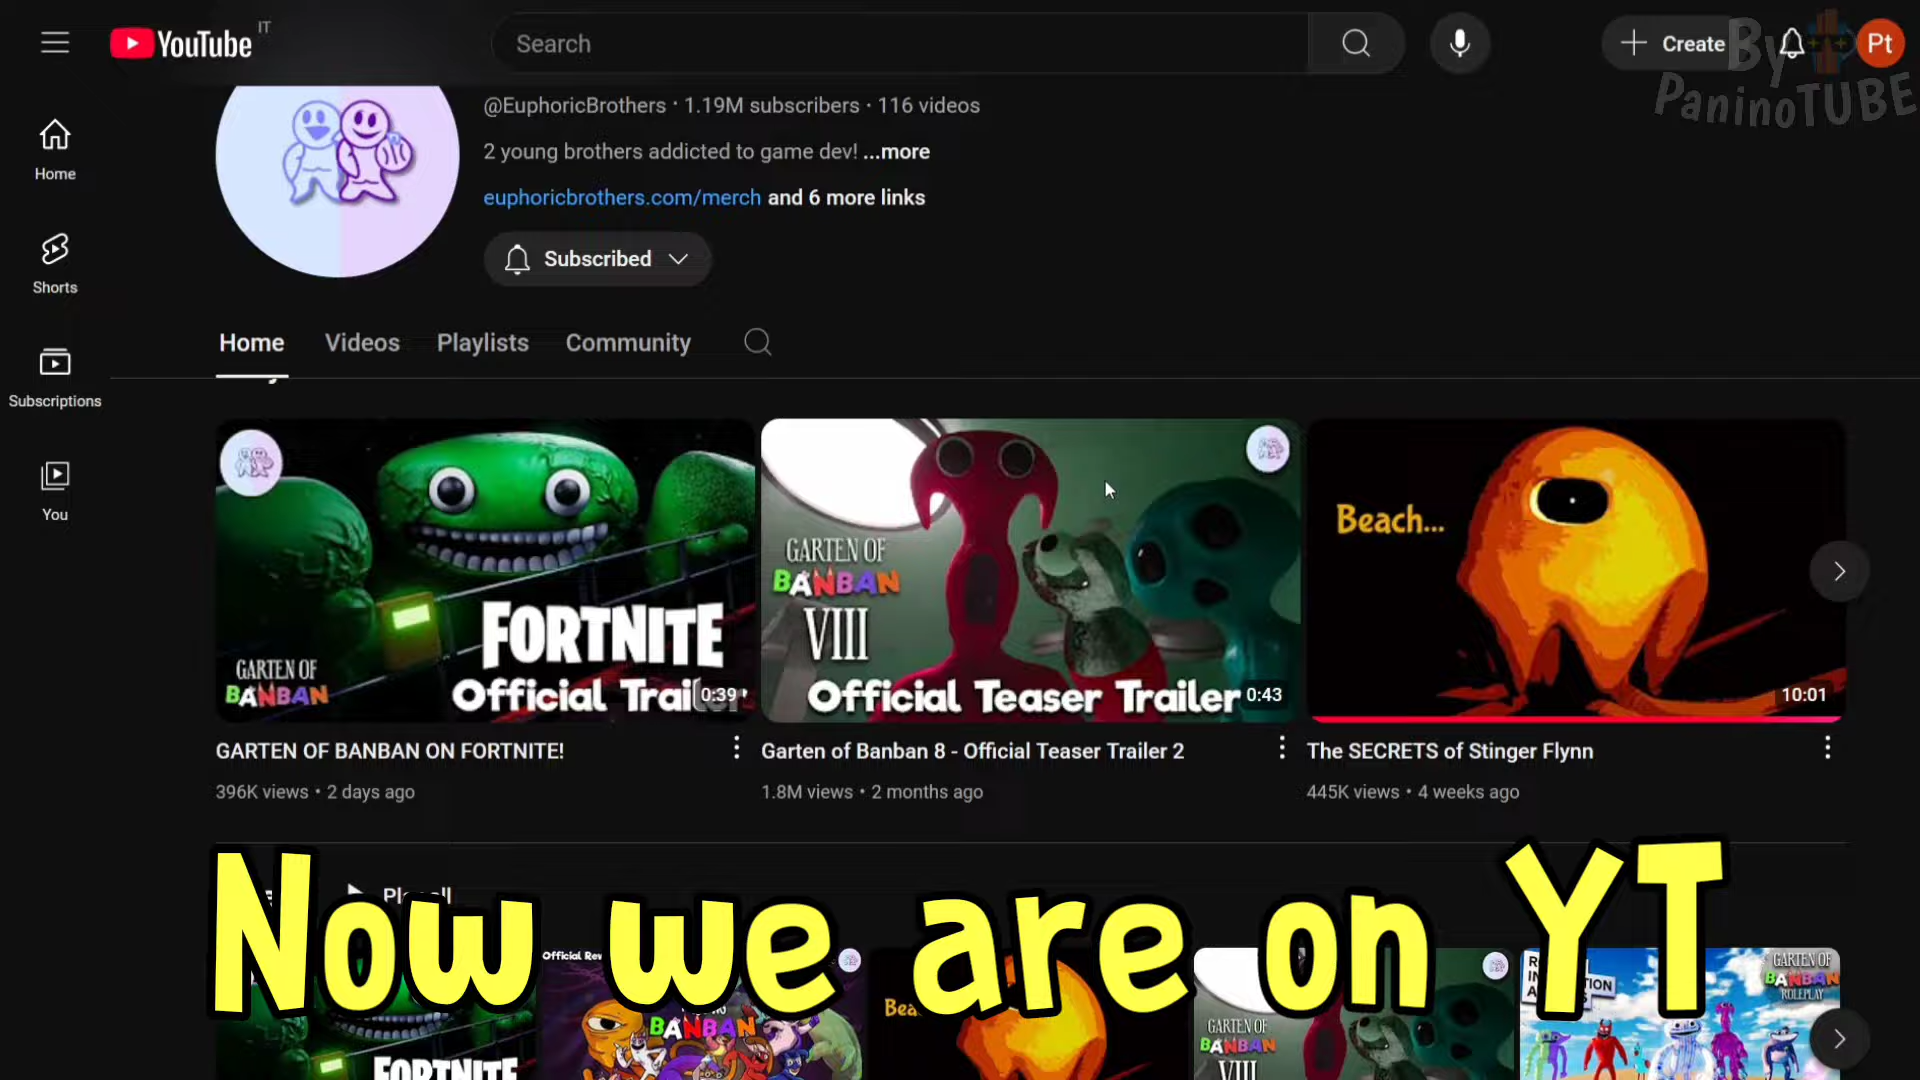 YouTube IT
Search
Create
Pt
By
PaninoTUBE
@EuphoricBrothers · 1.19M subscribers · 116 videos
2 young brothers addicted to game dev! ...more
euphoricbrothers.com/merch and 6 more links
Subscribed
Home
Shorts
Subscriptions
You
Home Videos Playlists Community
GARTEN OF
BANBAN
FORTNITE
Official
0:39
GARTEN OF
BANBAN
VIII
Official Teaser Trailer
0:43
Beach...
10:01
GARTEN OF BANBAN ON FORTNITE!
396K views • 2 days ago
Garten of Banban 8 - Official Teaser Trailer 2
1.8M views • 2 months ago
The SECRETS of Stinger Flynn
445K views • 4 weeks ago
Now we are on YT
Official
BANBAN
FORTNITE
GARTEN OF
BANBAN
VIII
GARTEN OF
BANBAN
ROLEPLAY